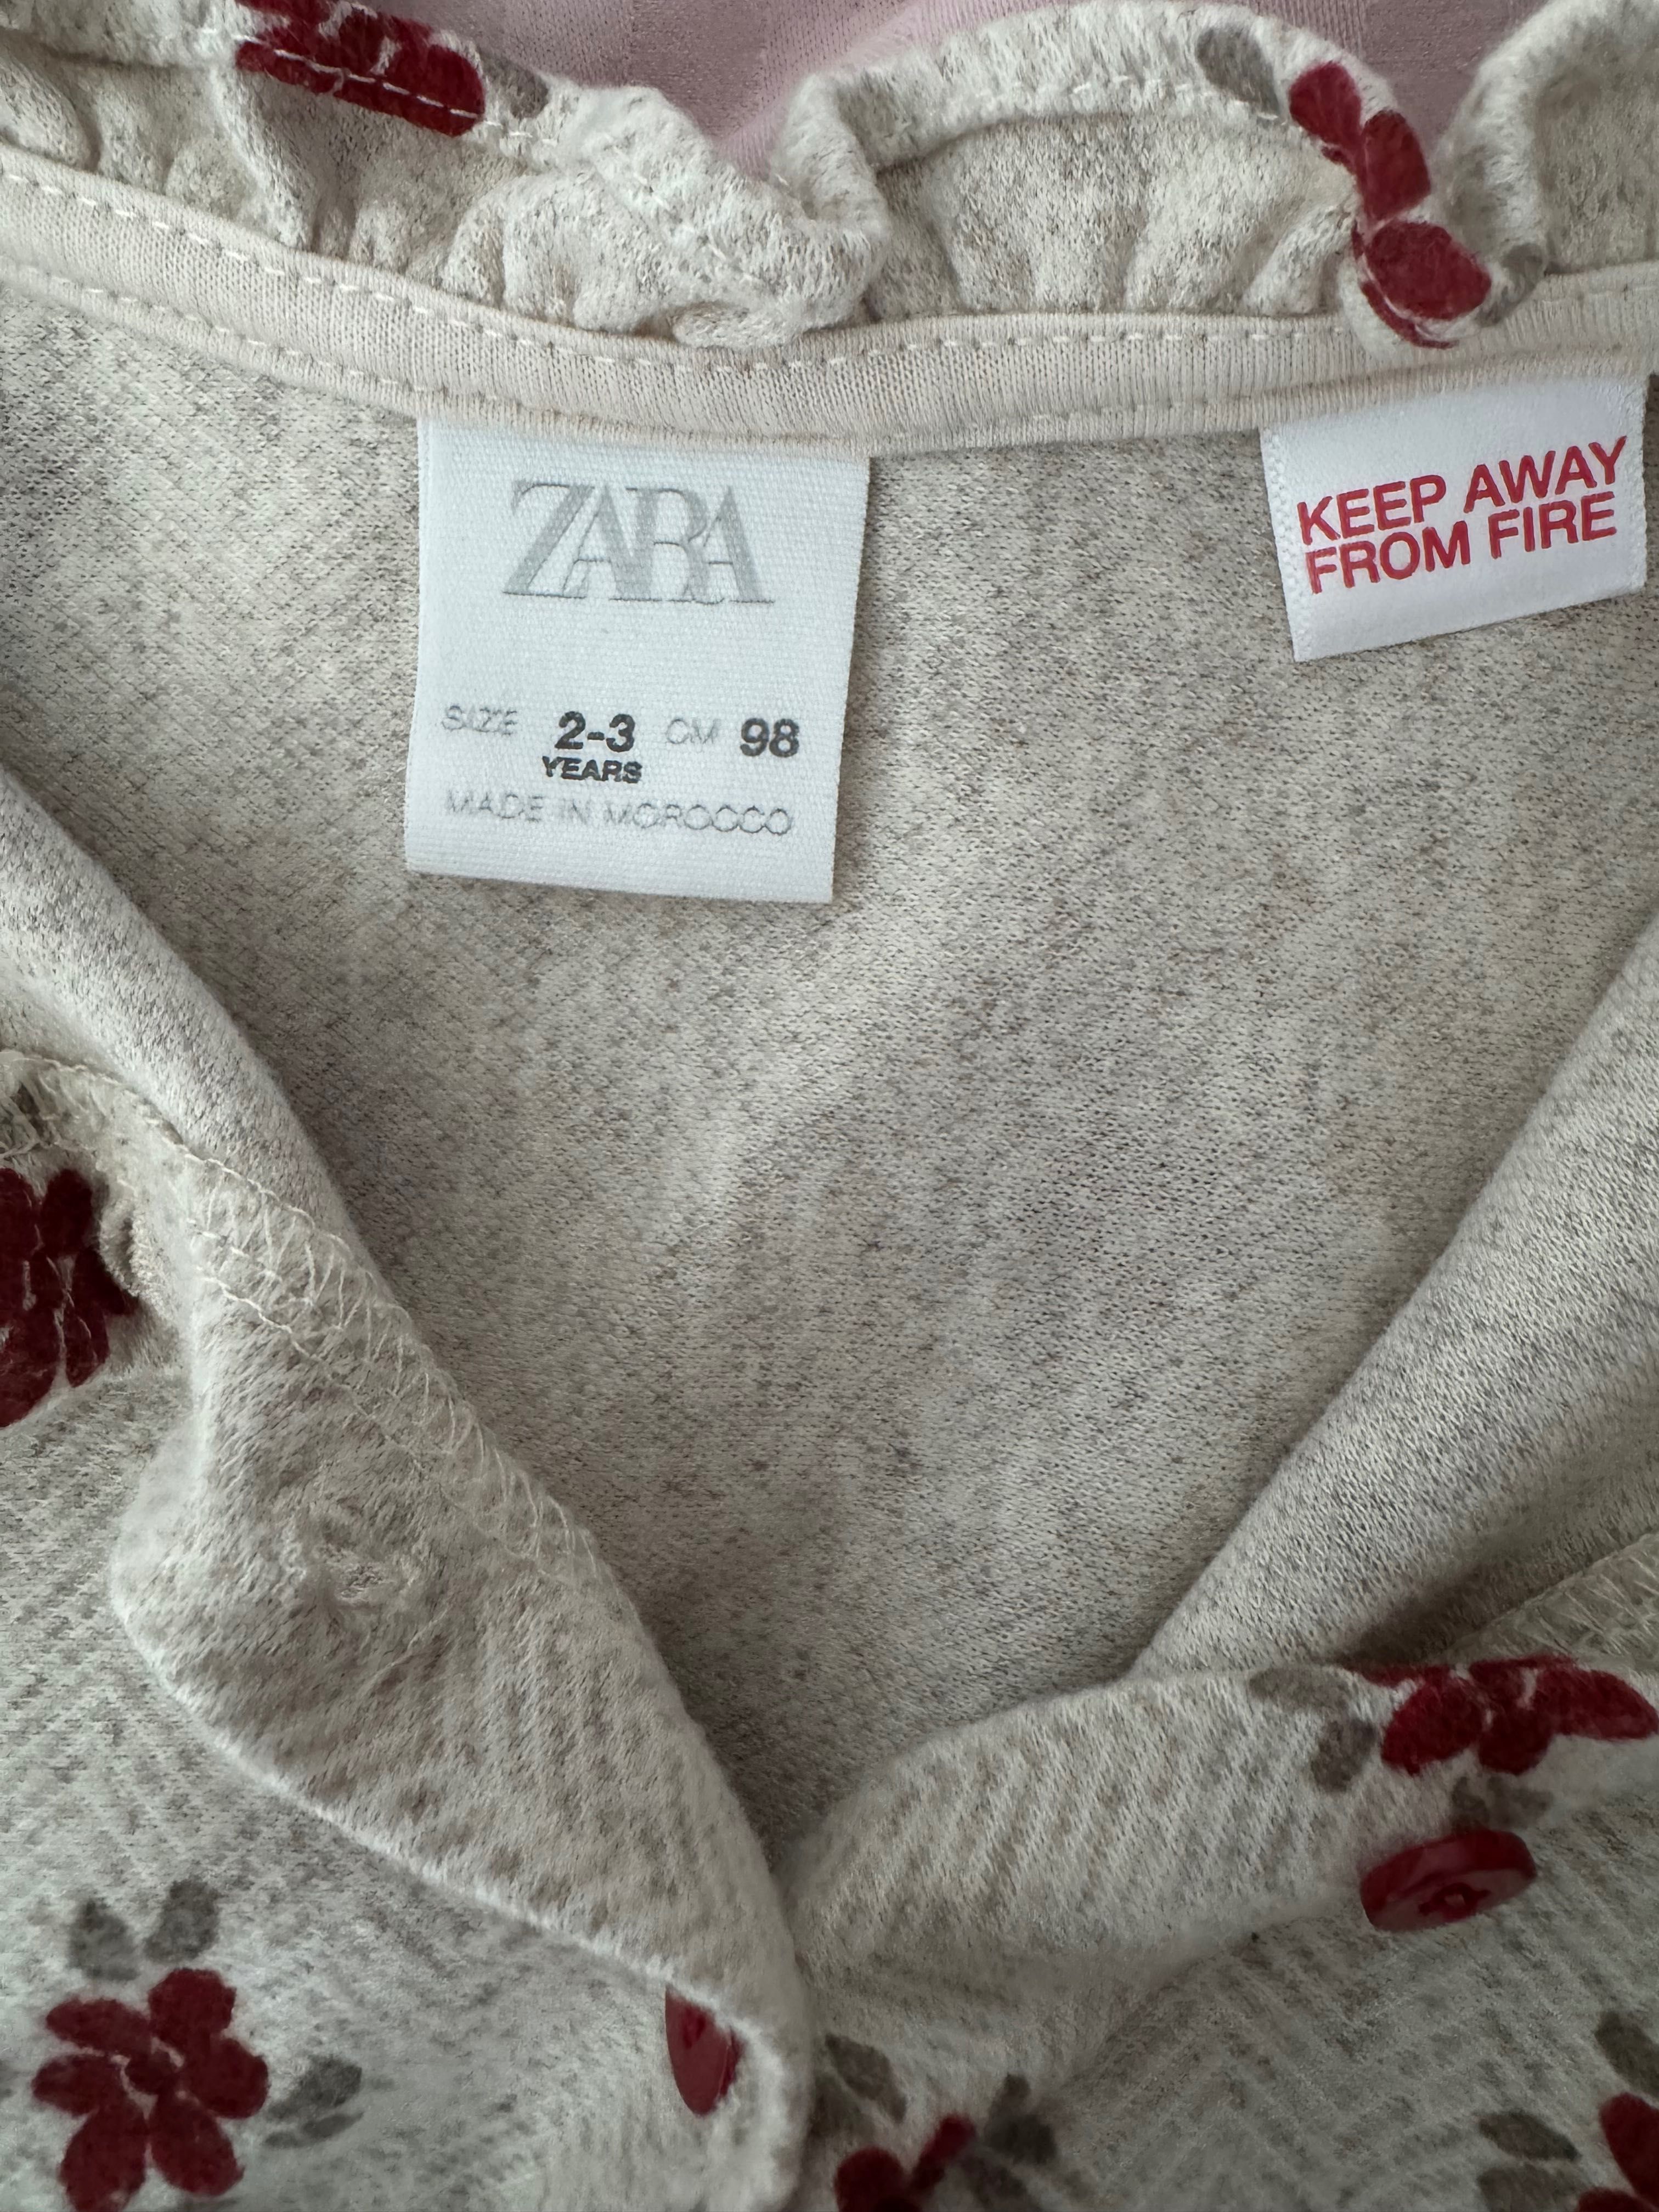 ZARA
SIZE 2-3 CM 98
YEARS
MADE IN MOROCCO
KEEP AWAY
FROM FIRE